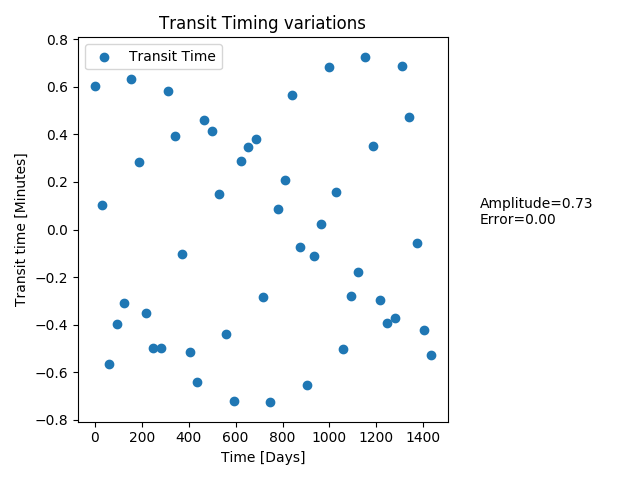 Transit Timing variations
Transit Time
0.8
0.6
0.4
0.2
0.0
−0.2
−0.4
−0.6
−0.8
Transit time [Minutes]
0 200 400 600 800 1000 1200 1400
Time [Days]
Amplitude=0.73
Error=0.00